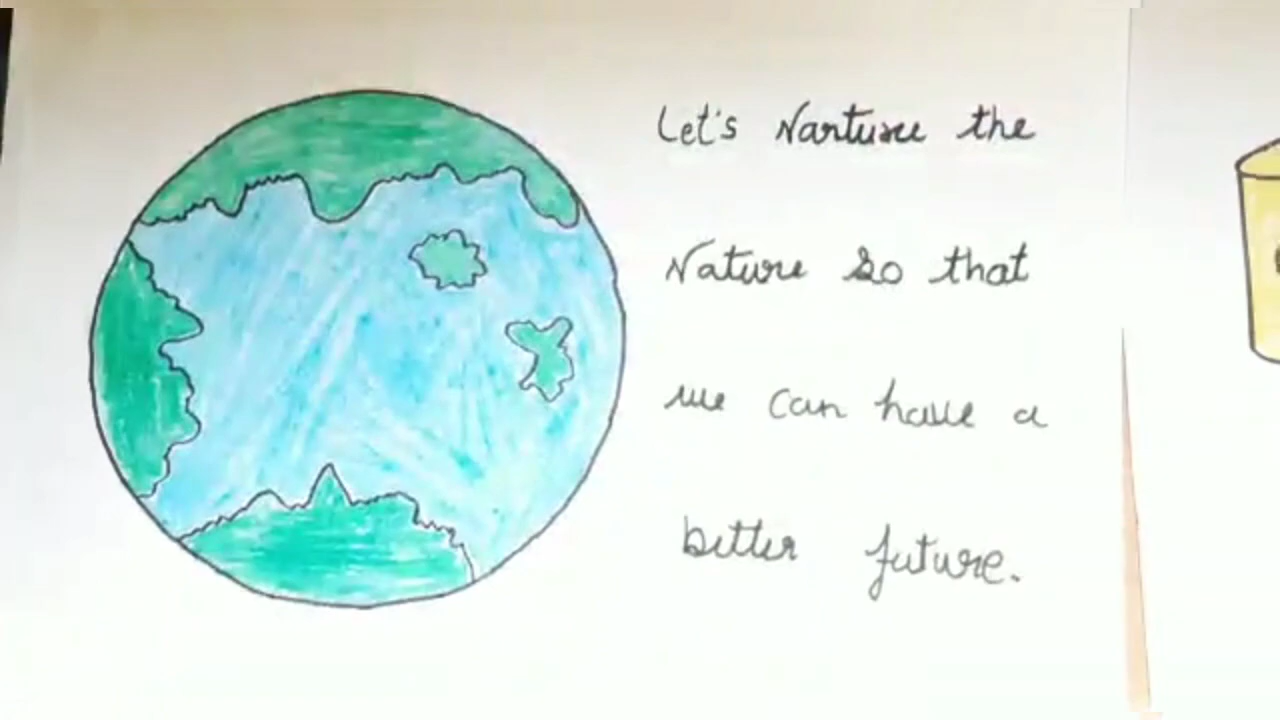 Let's Narture the
Nature so that
we can have a
better future.